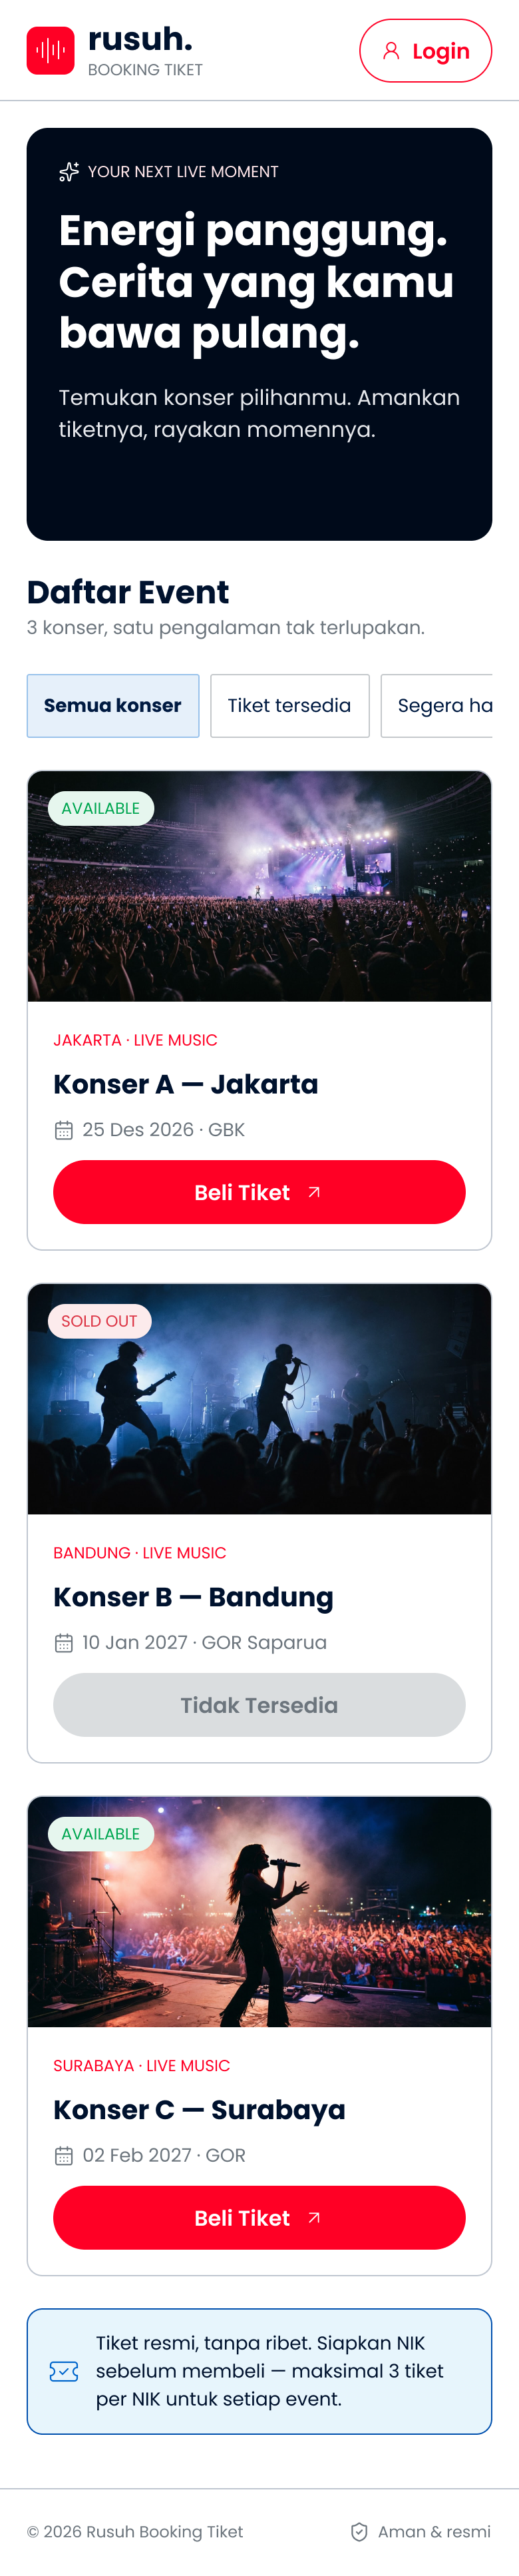 rusuh.
BOOKING TIKET
Login
YOUR NEXT LIVE MOMENT
Energi panggung.
Cerita yang kamu
bawa pulang.
Temukan konser pilihanmu. Amankan
tiketnya, rayakan momennya.
Daftar Event
3 konser, satu pengalaman tak terlupakan.
Semua konser
Tiket tersedia
Segera ha
AVAILABLE
JAKARTA · LIVE MUSIC
Konser A — Jakarta
25 Des 2026 · GBK
Beli Tiket
SOLD OUT
BANDUNG · LIVE MUSIC
Konser B — Bandung
10 Jan 2027 · GOR Saparua
Tidak Tersedia
AVAILABLE
SURABAYA · LIVE MUSIC
Konser C — Surabaya
02 Feb 2027 · GOR
Beli Tiket
Tiket resmi, tanpa ribet. Siapkan NIK
sebelum membeli — maksimal 3 tiket
per NIK untuk setiap event.
© 2026 Rusuh Booking Tiket
Aman & resmi